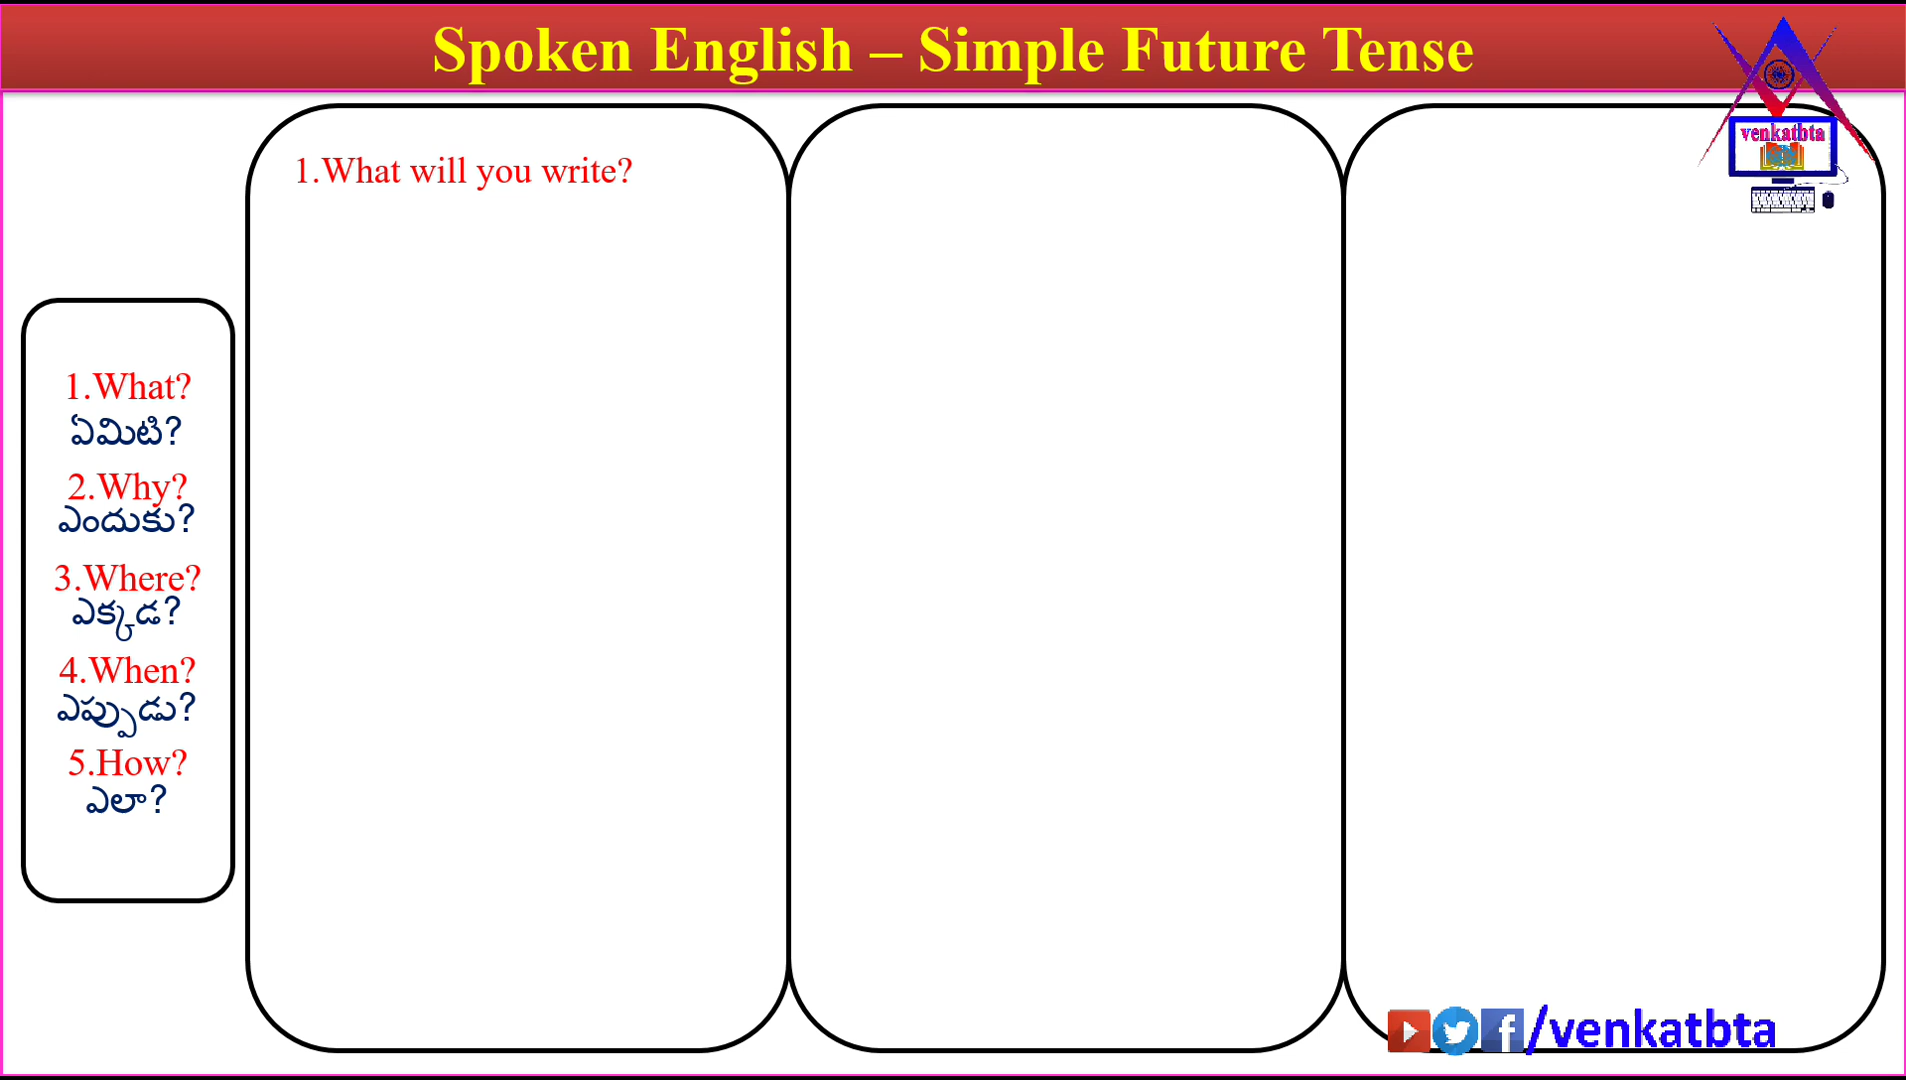 Spoken English – Simple Future Tense
venkatbta
1.What will you write?
1.What?
ఏమిటి?
2.Why?
ఎందుకు?
3.Where?
ఎక్కడ?
4.When?
ఎప్పుడు?
5.How?
ఎలా?
/venkatbta